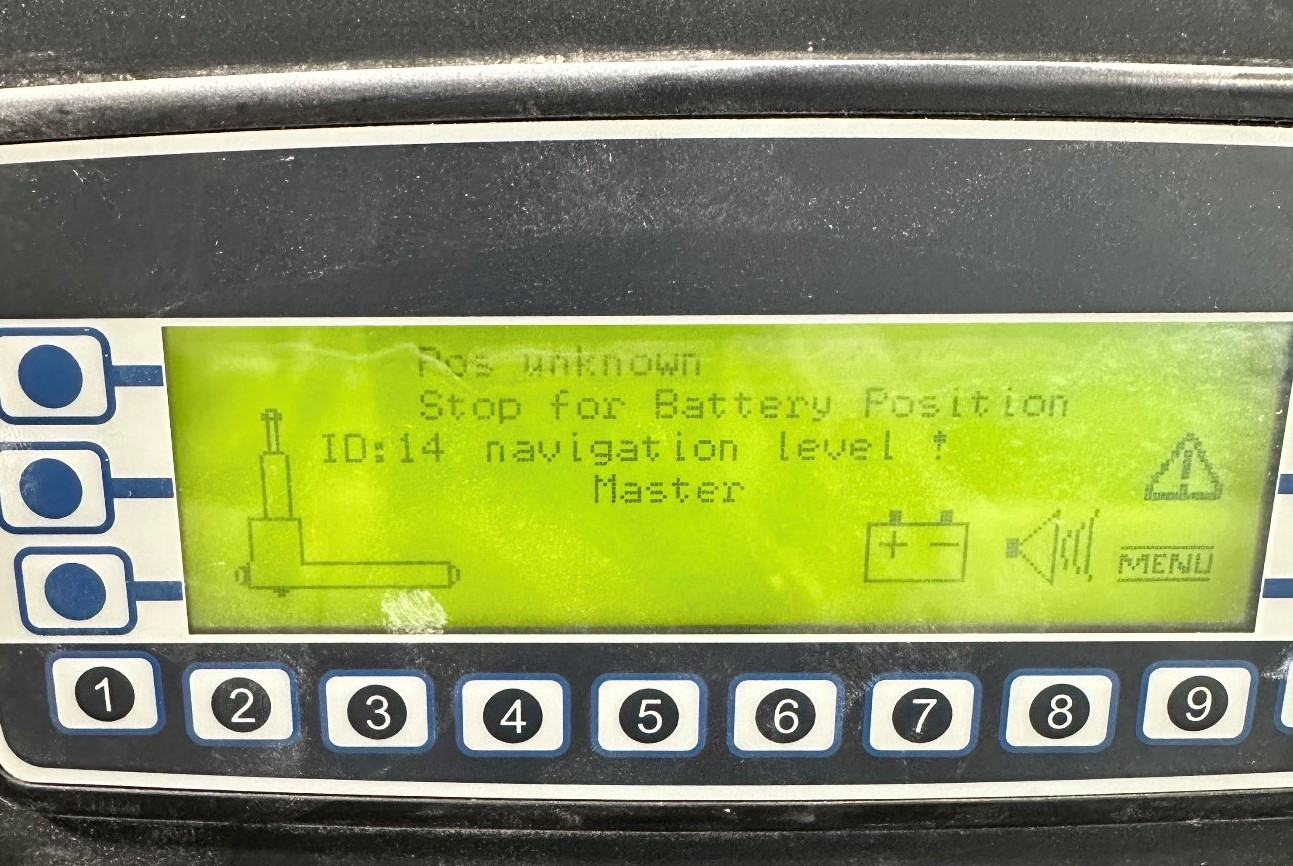 Pos unknown
Stop for Battery Position
ID:14 navigation level !
Master
+ -
MENU
1 2 3 4 5 6 7 8 9